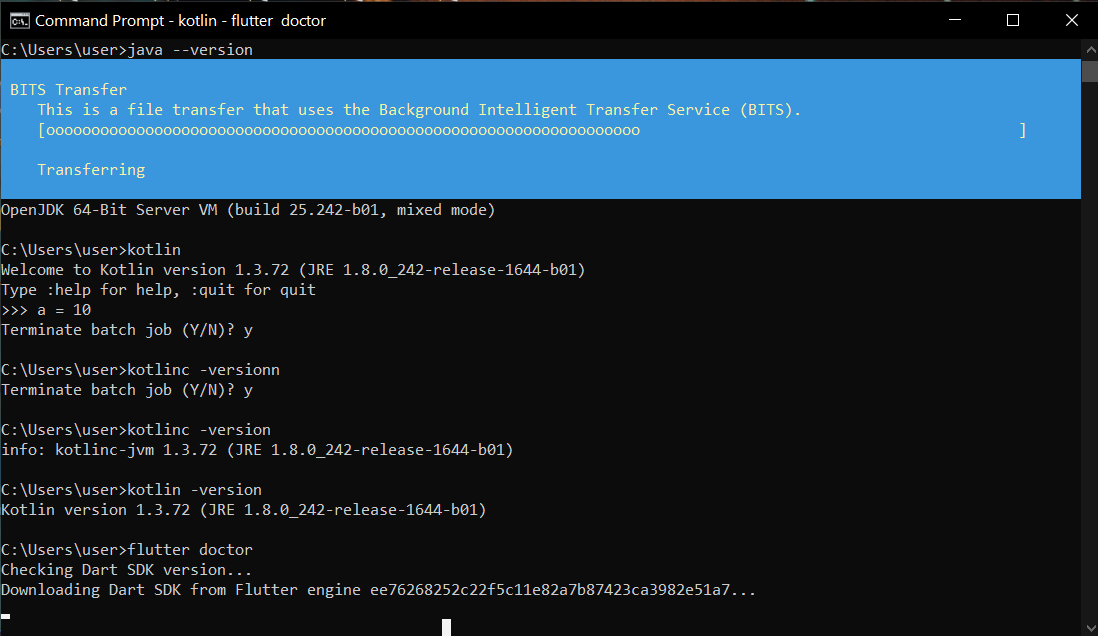 Command Prompt - kotlin - flutter doctor
C:\Users\user>java --version
BITS Transfer
This is a file transfer that uses the Background Intelligent Transfer Service (BITS).
[oooooooooooooooooooooooooooooooooooooooooooooooooooooooooooooooooo ]
Transferring
OpenJDK 64-Bit Server VM (build 25.242-b01, mixed mode)
C:\Users\user>kotlin
Welcome to Kotlin version 1.3.72 (JRE 1.8.0_242-release-1644-b01)
Type :help for help, :quit for quit
>>> a = 10
Terminate batch job (Y/N)? y
C:\Users\user>kotlinc -versionn
Terminate batch job (Y/N)? y
C:\Users\user>kotlinc -version
info: kotlinc-jvm 1.3.72 (JRE 1.8.0_242-release-1644-b01)
C:\Users\user>kotlin -version
Kotlin version 1.3.72 (JRE 1.8.0_242-release-1644-b01)
C:\Users\user>flutter doctor
Checking Dart SDK version...
Downloading Dart SDK from Flutter engine ee76268252c22f5c11e82a7b87423ca3982e51a7...